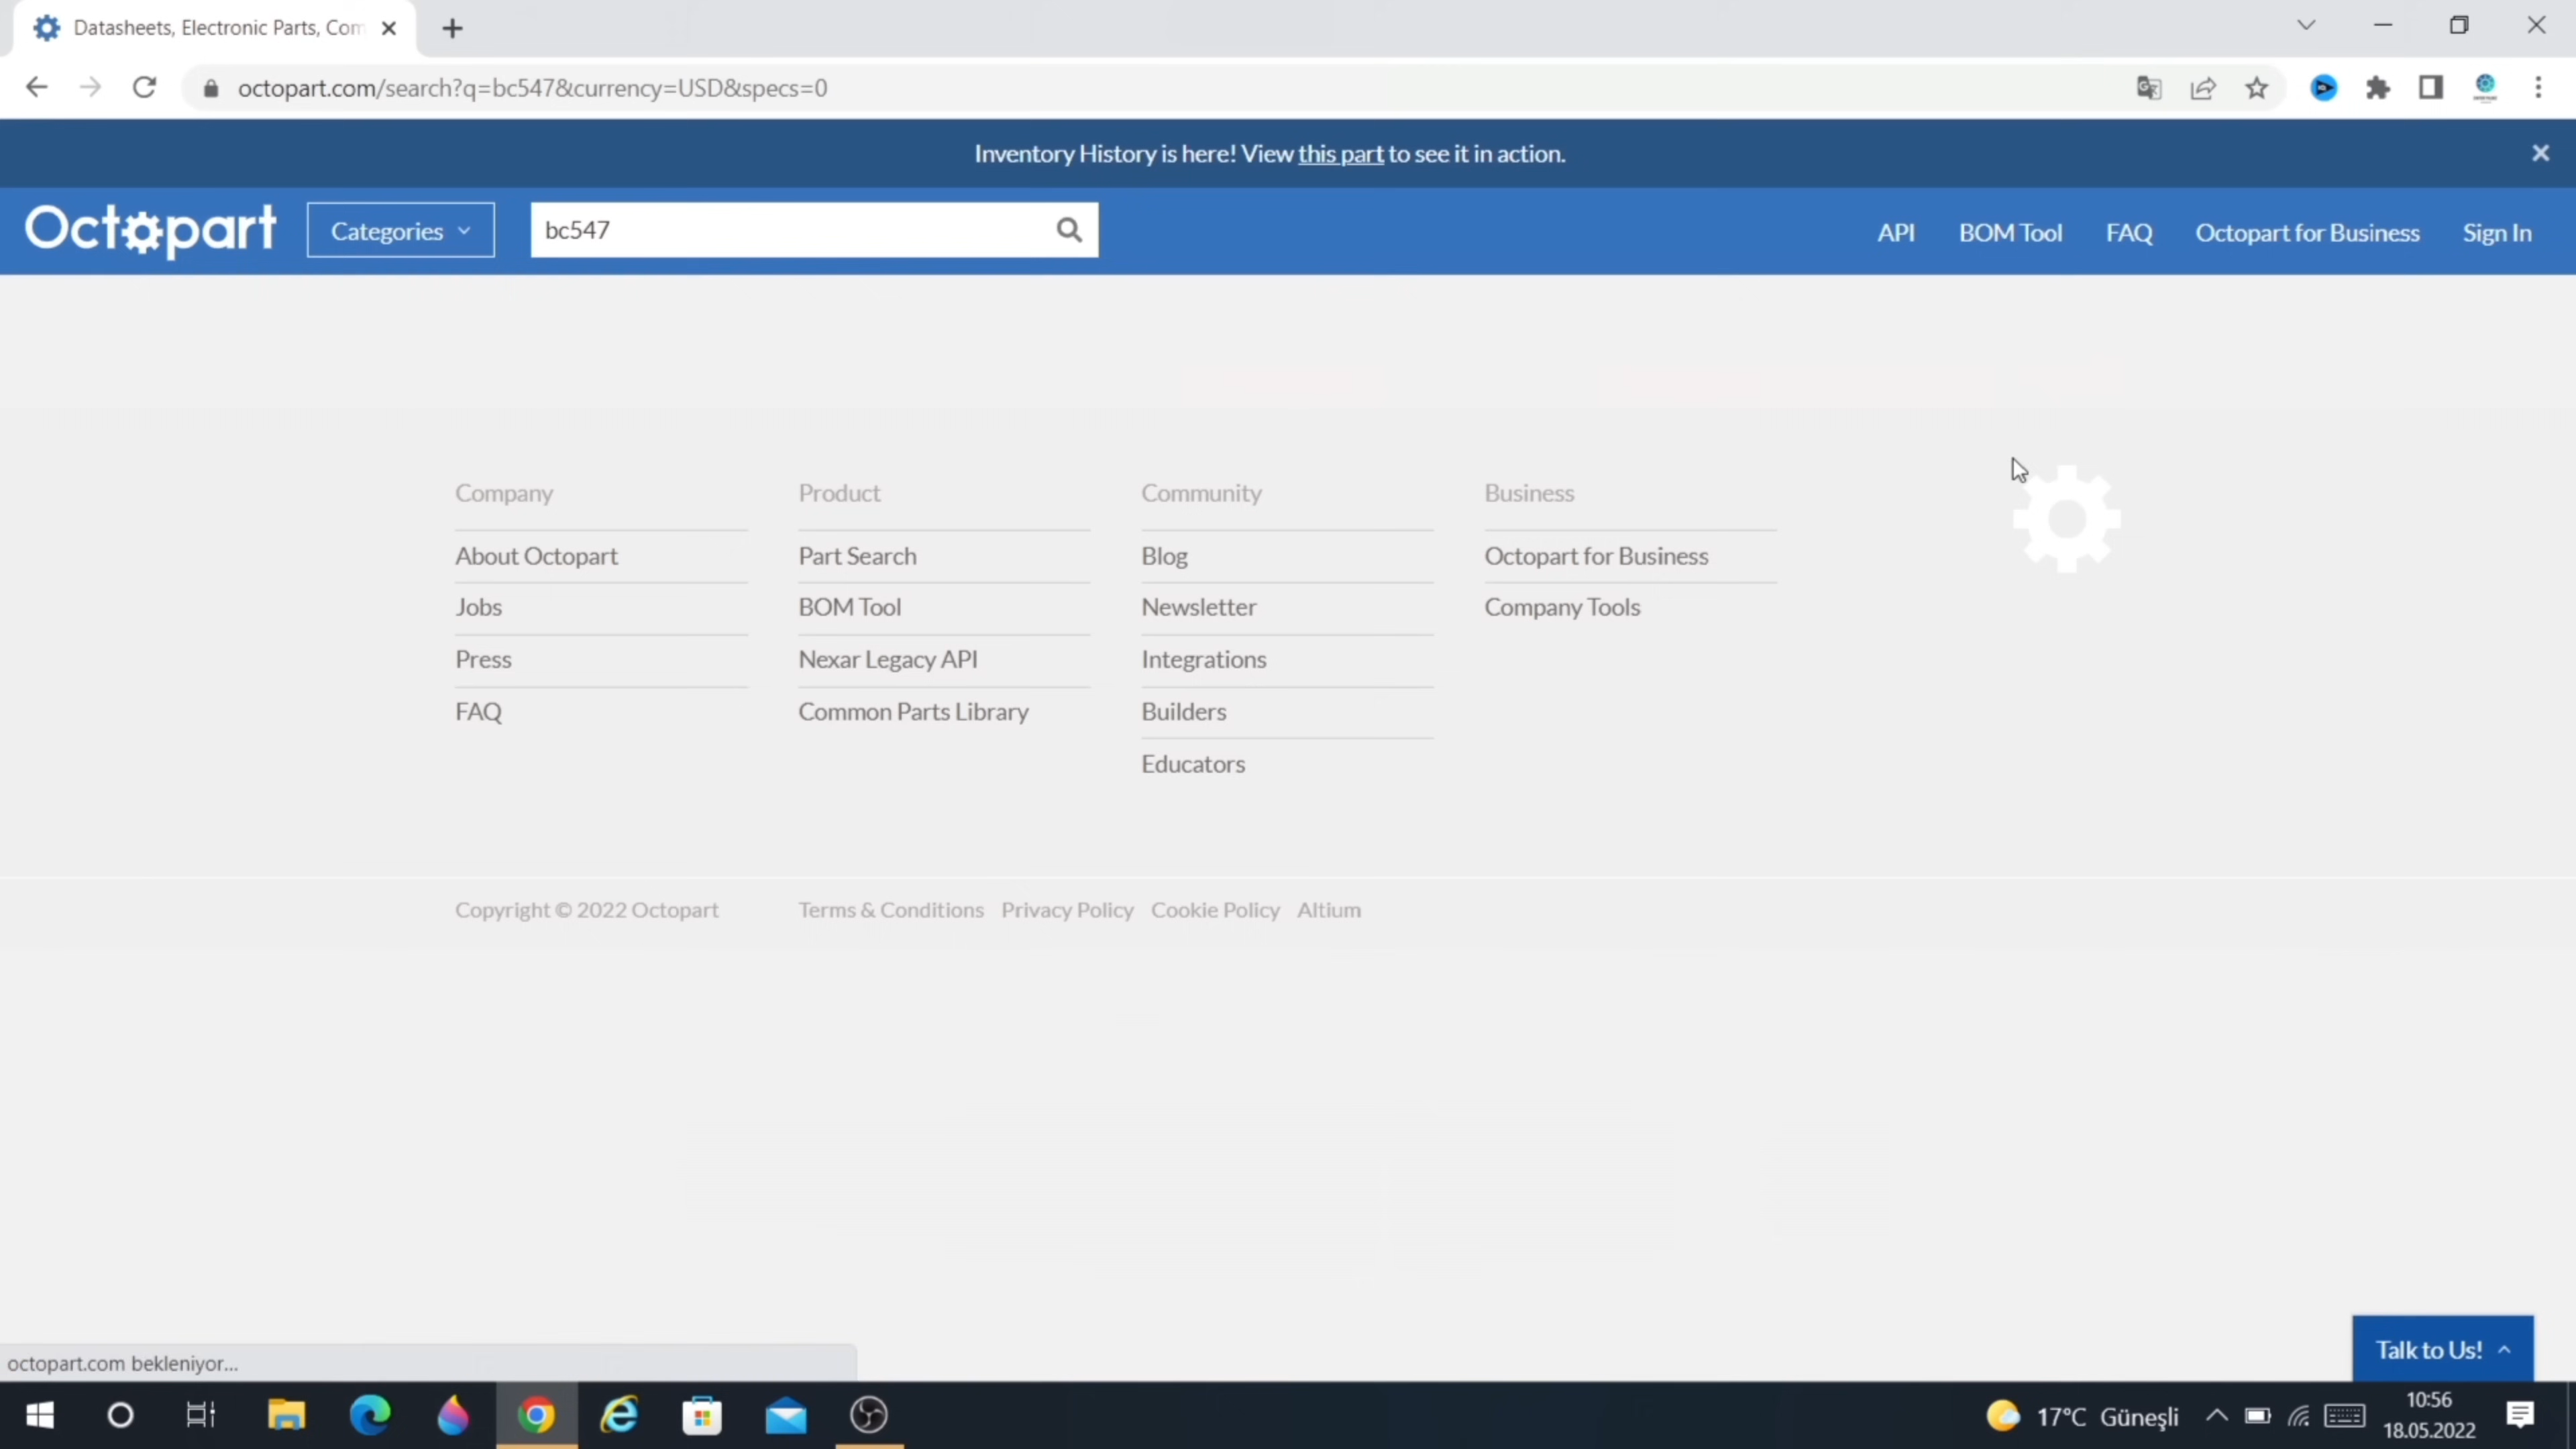 Datasheets, Electronic Parts, Com
octopart.com/search?q=bc547&currency=USD&specs=0
Inventory History is here! View this part to see it in action.
Octopart
Categories
bc547
API
BOM Tool
FAQ
Octopart for Business
Sign In
Company
About Octopart
Jobs
Press
FAQ
Product
Part Search
BOM Tool
Nexar Legacy API
Common Parts Library
Community
Blog
Newsletter
Integrations
Builders
Educators
Business
Octopart for Business
Company Tools
Copyright © 2022 Octopart
Terms & Conditions Privacy Policy Cookie Policy Altium
Talk to Us!
octopart.com bekleniyor...
17°C Güneşli
10:56
18.05.2022